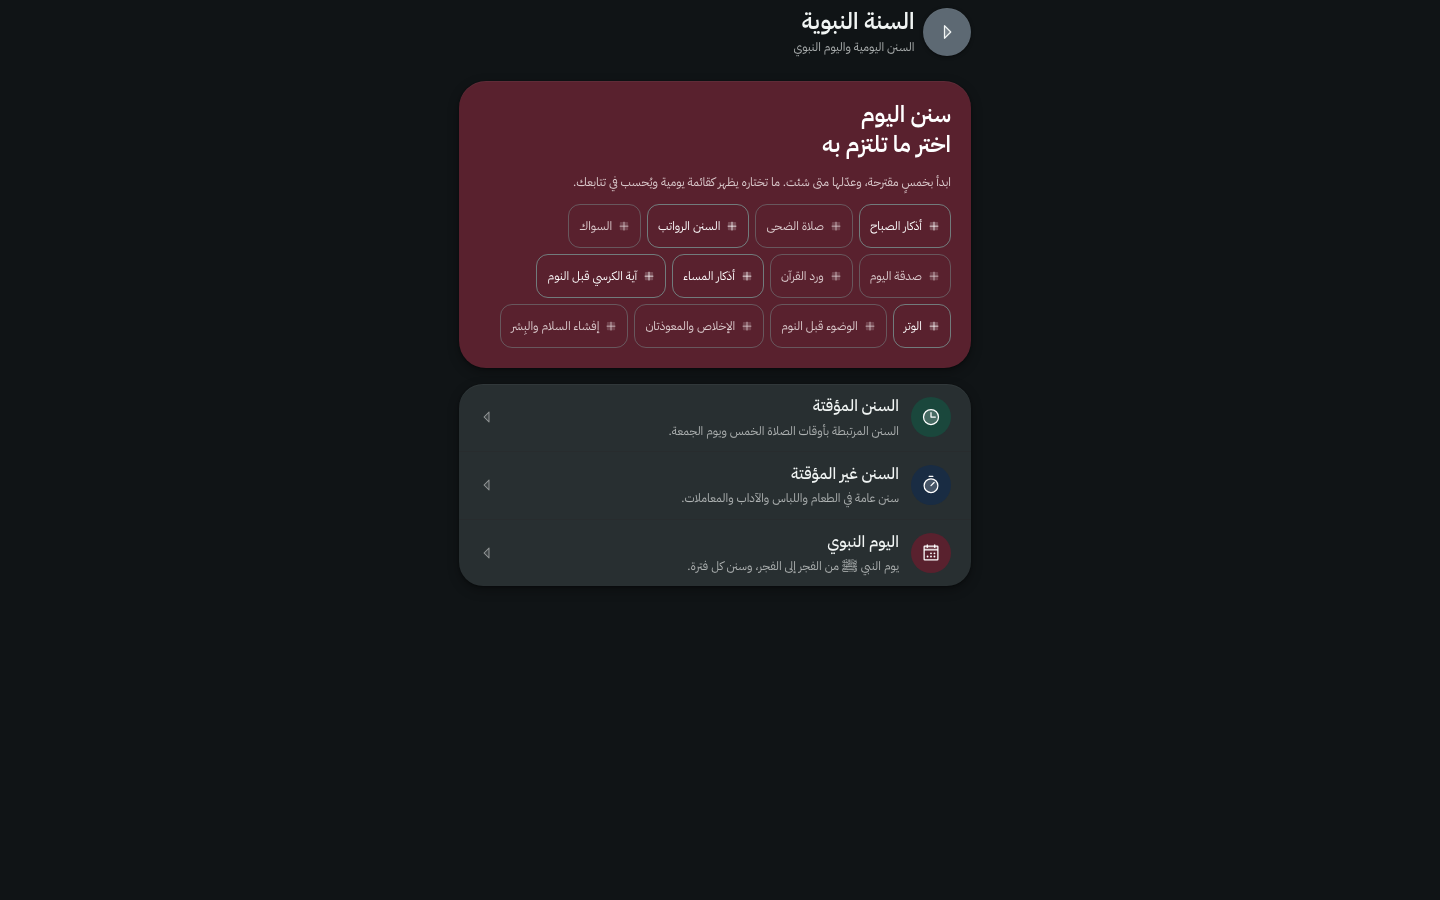 السنة النبوية
السنن اليومية واليوم النبوي
سنن اليوم
اختر ما تلتزم به
ابدأ بخمسٍ مقترحة، وعدّلها متى شئت. ما تختاره يظهر كقائمة يومية ويُحسب في تتابعك.
أذكار الصباح
صلاة الضحى
السنن الرواتب
السواك
صدقة اليوم
ورد القرآن
أذكار المساء
آية الكرسي قبل النوم
الوتر
الوضوء قبل النوم
الإخلاص والمعوذتان
إفشاء السلام والبِشر
السنن المؤقتة
السنن المرتبطة بأوقات الصلاة الخمس ويوم الجمعة.
السنن غير المؤقتة
سنن عامة في الطعام واللباس والآداب والمعاملات.
اليوم النبوي
يوم النبي ﷺ من الفجر إلى الفجر، وسنن كل فترة.